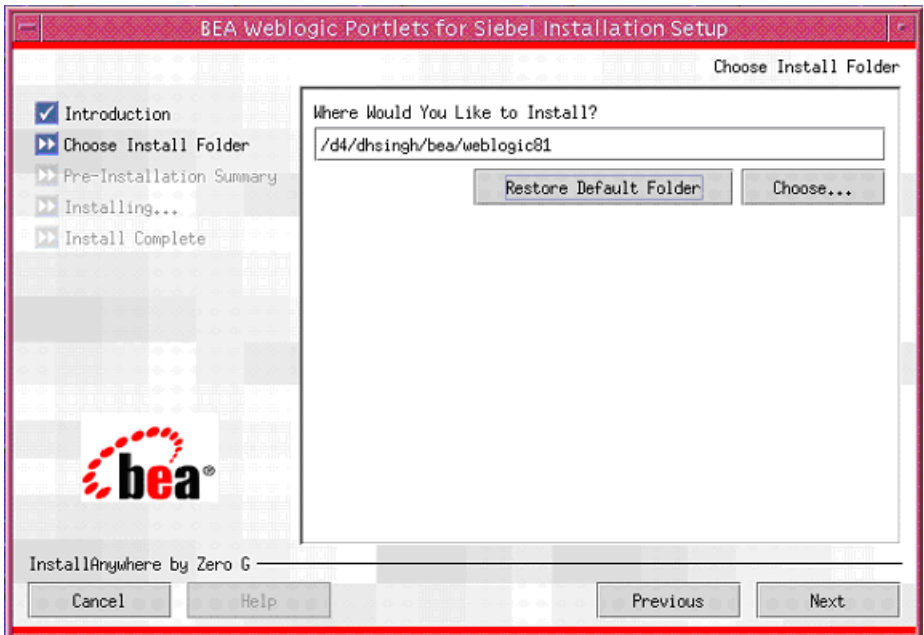 BEA Weblogic Portlets for Siebel Installation Setup
Choose Install Folder
Introduction
Choose Install Folder
Pre-Installation Summary
Installing...
Install Complete
Where Would You Like to Install?
/d4/dhsingh/bea/weblogic81
Restore Default Folder
Choose...
bea®
InstallAnywhere by Zero G
Cancel
Help
Previous
Next